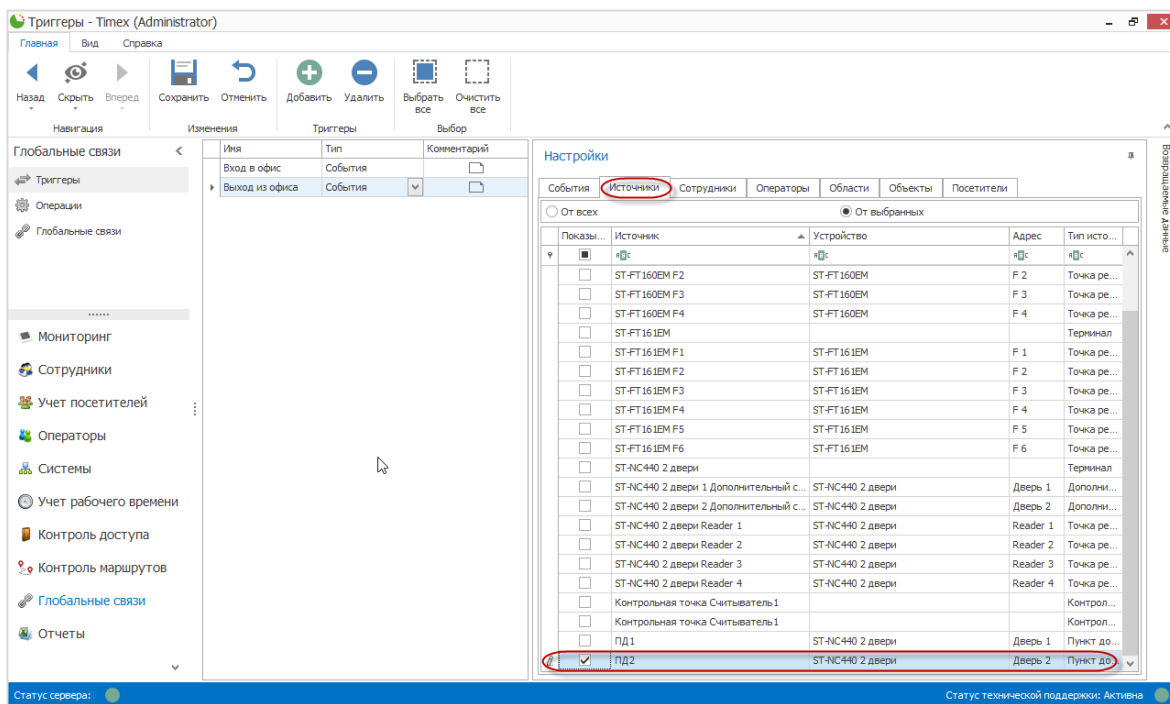 Триггеры - Timex (Administrator)
Главная Вид Справка
Назад Скрыть Вперед Сохранить Отменить Добавить Удалить Выбрать все Очистить все
Навигация Изменения Триггеры Выбор
Глобальные связи
Триггеры
Операции
Глобальные связи
Мониторинг
Сотрудники
Учет посетителей
Операторы
Системы
Учет рабочего времени
Контроль доступа
Контроль маршрутов
Глобальные связи
Отчеты
Имя Тип Комментарий
Вход в офис События
Выход из офиса События
Настройки
События Источники Сотрудники Операторы Области Объекты Посетители
От всех От выбранных
Показы... Источник Устройство Адрес Тип исто...
ST-FT160EM F2 ST-FT160EM F 2 Точка ре...
ST-FT160EM F3 ST-FT160EM F 3 Точка ре...
ST-FT160EM F4 ST-FT160EM F 4 Точка ре...
ST-FT161EM Терминал
ST-FT161EM F1 ST-FT161EM F 1 Точка ре...
ST-FT161EM F2 ST-FT161EM F 2 Точка ре...
ST-FT161EM F3 ST-FT161EM F 3 Точка ре...
ST-FT161EM F4 ST-FT161EM F 4 Точка ре...
ST-FT161EM F5 ST-FT161EM F 5 Точка ре...
ST-FT161EM F6 ST-FT161EM F 6 Точка ре...
ST-NC440 2 двери Терминал
ST-NC440 2 двери 1 Дополнительный с... ST-NC440 2 двери Дверь 1 Дополни...
ST-NC440 2 двери 2 Дополнительный с... ST-NC440 2 двери Дверь 2 Дополни...
ST-NC440 2 двери Reader 1 ST-NC440 2 двери Reader 1 Точка ре...
ST-NC440 2 двери Reader 2 ST-NC440 2 двери Reader 2 Точка ре...
ST-NC440 2 двери Reader 3 ST-NC440 2 двери Reader 3 Точка ре...
ST-NC440 2 двери Reader 4 ST-NC440 2 двери Reader 4 Точка ре...
Контрольная точка Считыватель1 Контрол...
Контрольная точка Считыватель1 Контрол...
ПД1 ST-NC440 2 двери Дверь 1 Пункт до...
ПД2 ST-NC440 2 двери Дверь 2 Пункт до...
Возвращаемые данные
Статус сервера: Статус технической поддержки: Активна